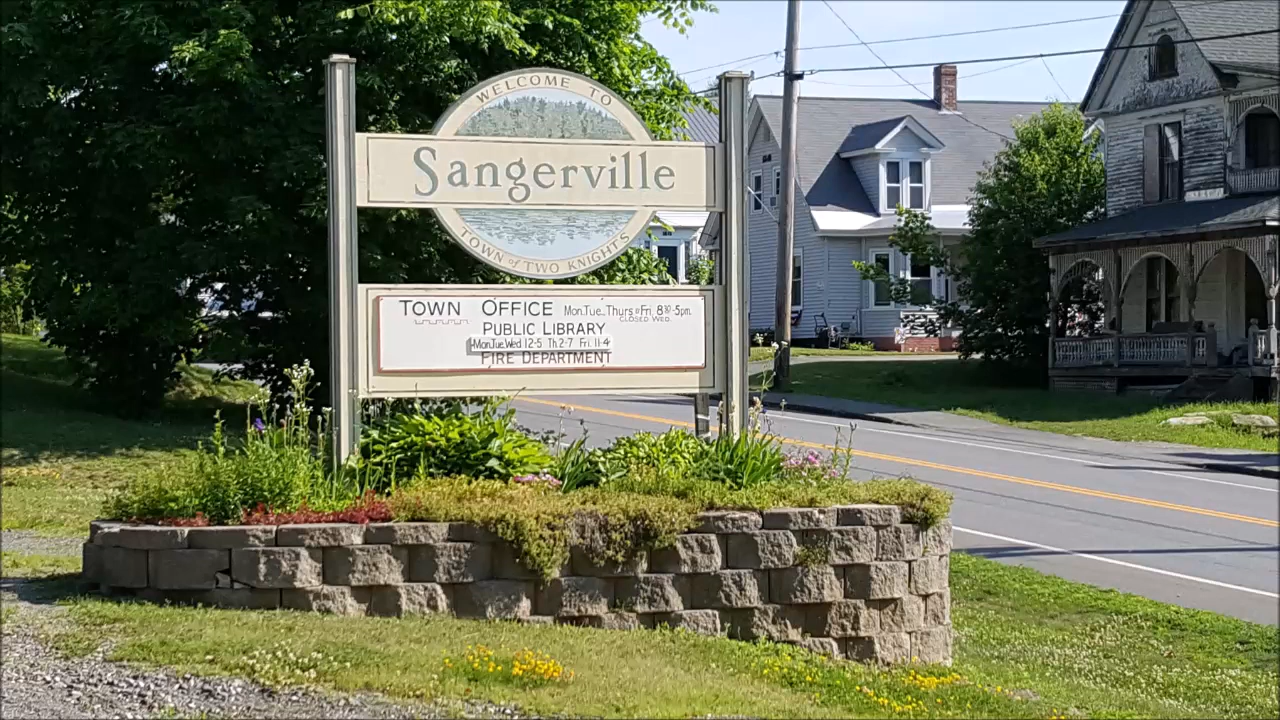 WELCOME TO
Sangerville
TOWN of TWO KNIGHTS
TOWN OFFICE Mon.Tue. Thurs & Fri. 8:30-5pm.
CLOSED WED.
PUBLIC LIBRARY
Mon.Tue.Wed 12-5 Th.2-7 Fri. 11-4
FIRE DEPARTMENT